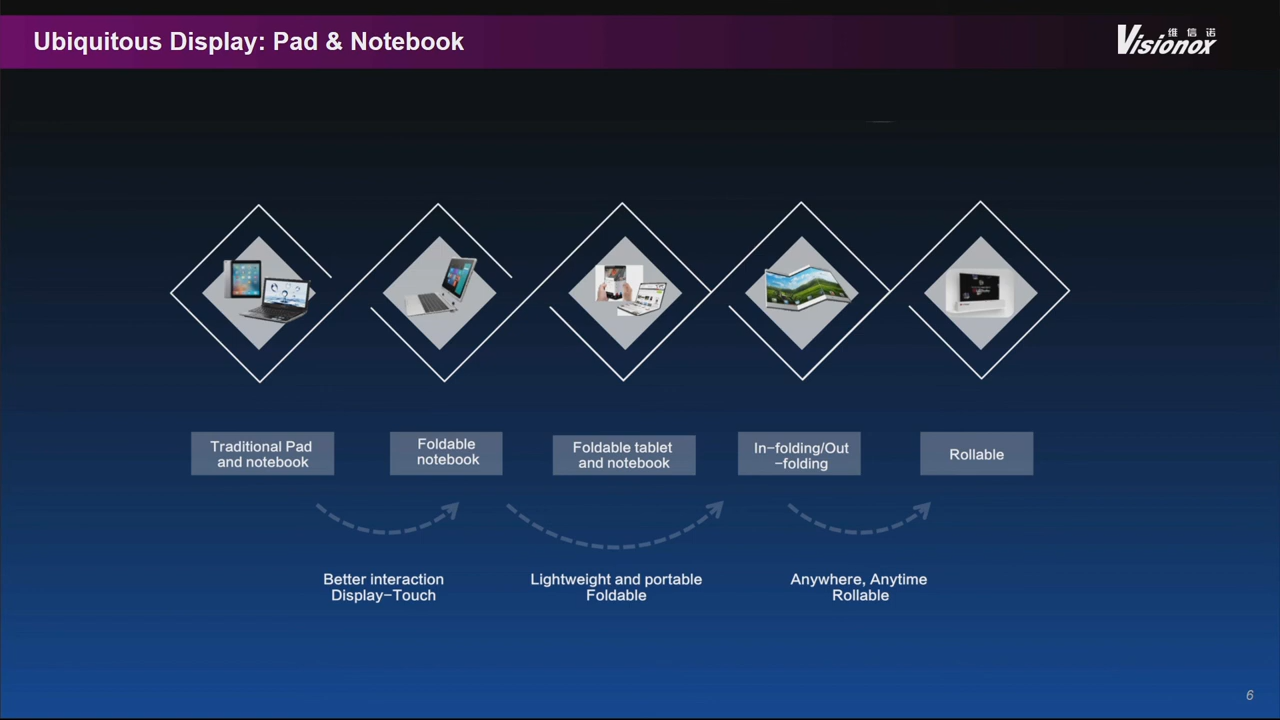 Ubiquitous Display: Pad & Notebook
维信诺
Visionox
Traditional Pad
and notebook
Foldable
notebook
Foldable tablet
and notebook
In-folding/Out
-folding
Rollable
Better interaction
Display-Touch
Lightweight and portable
Foldable
Anywhere, Anytime
Rollable
6